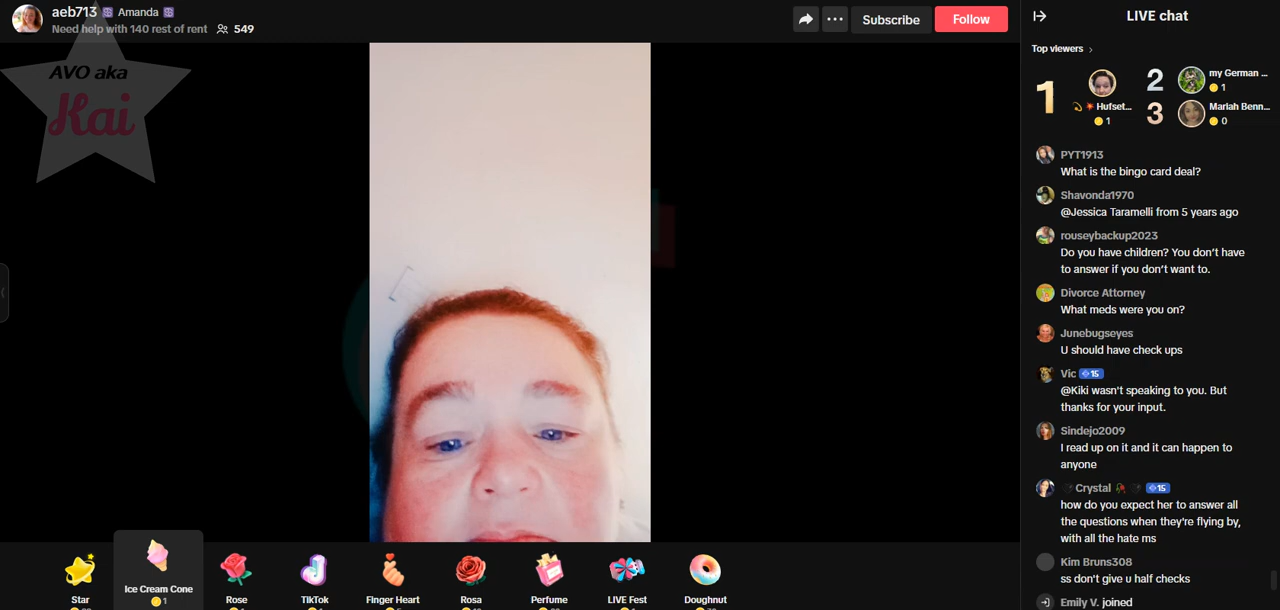 aeb713 Amanda
Need help with 140 rest of rent 549
Subscribe
Follow
AVO aka
Kai
LIVE chat
Top viewers
1
Hufset...
1
2
my German ...
1
3
Mariah Benn...
0
PYT1913
What is the bingo card deal?
Shavonda1970
@Jessica Taramelli from 5 years ago
rouseybackup2023
Do you have children? You don't have
to answer if you don't want to.
Divorce Attorney
What meds were you on?
Junebugseyes
U should have check ups
Vic 15
@Kiki wasn't speaking to you. But
thanks for your input.
Sindejo2009
I read up on it and it can happen to
anyone
Crystal 15
how do you expect her to answer all
the questions when they're flying by,
with all the hate ms
Kim Bruns308
ss don't give u half checks
Emily V. joined
Star
Ice Cream Cone
1
Rose
TikTok
Finger Heart
Rosa
Perfume
LIVE Fest
Doughnut